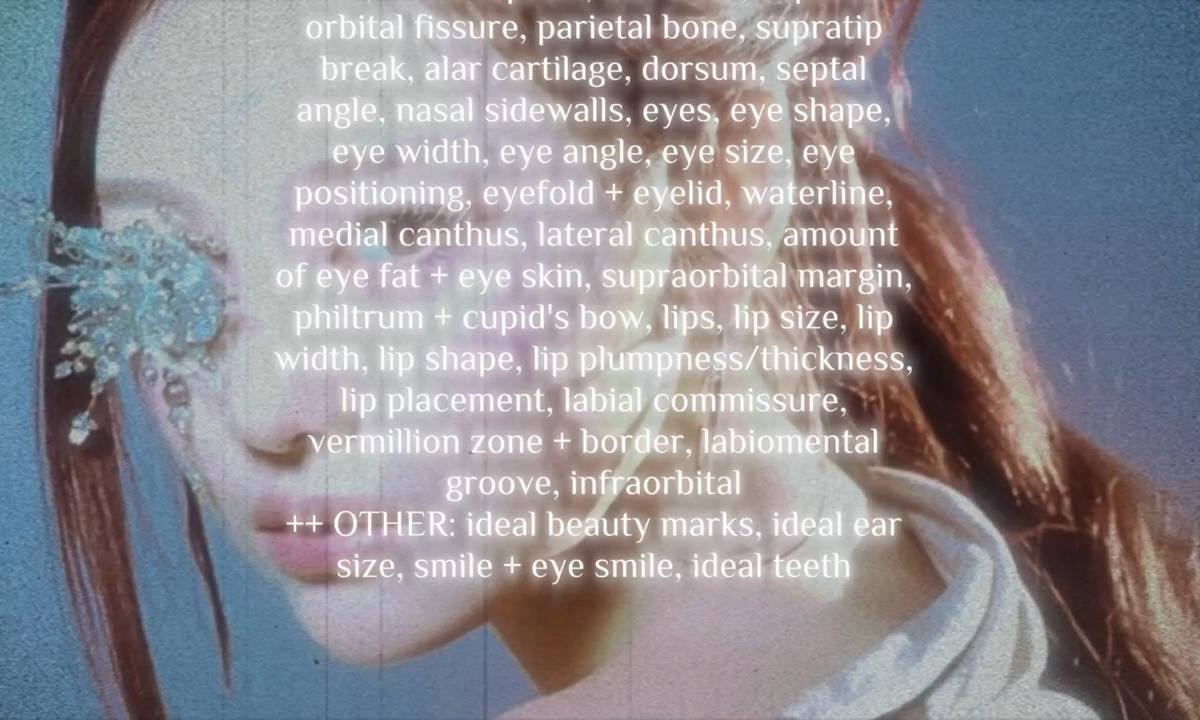 orbital fissure, parietal bone, supratip
break, alar cartilage, dorsum, septal
angle, nasal sidewalls, eyes, eye shape,
eye width, eye angle, eye size, eye
positioning, eyefold + eyelid, waterline,
medial canthus, lateral canthus, amount
of eye fat + eye skin, supraorbital margin,
philtrum + cupid's bow, lips, lip size, lip
width, lip shape, lip plumpness/thickness,
lip placement, labial commissure,
vermillion zone + border, labiomental
groove, infraorbital
++ OTHER: ideal beauty marks, ideal ear
size, smile + eye smile, ideal teeth